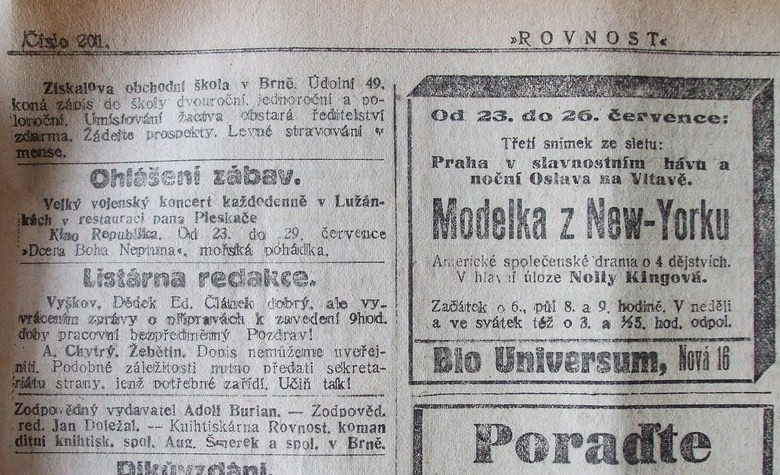 Číslo 201.
»ROVNOST«
Získalova obchodní škola v Brně, Údolní 49,
koná zápis do školy dvouroční, jednoroční a po-
loroční. Umísťování žactva obstará ředitelství
zdarma. Žádejte prospekty. Levné stravování v
mense.
Ohlášení zábav.
Velký vojenský koncert každodenně v Lužán-
kách v restauraci pana Pleskače
Kino Republika. Od 23. do 29. července
»Dcera Boha Neptuna«, mořská pohádka.
Listárna redakce.
Vyškov, Dědek Ed. Článek dobrý, ale vy-
vrácením zprávy o přípravách k zavedení 9hod.
doby pracovní bezpředmětný Pozdrav!
A. Chytrý, Žebětín. Dopis nemůžeme uveřej-
niti. Podobné záležitosti nutno předati sekreta-
riátu strany, jenž potřebné zařídí. Učiň tak!
Zodpovědný vydavatel Adolf Burian. — Zodpověd.
red. Jan Doležal. — Knihtiskárna Rovnost, koman
ditní knihtisk. spol. Aug. Šmerek a spol. v Brně.
Díkůvzdání.
Od 23. do 26. července:
Třetí snímek ze sletu:
Praha v slavnostním hávu a
noční Oslava na Vltavě.
Modelka z New-Yorku
Americké společenské drama o 4 dějstvích.
V hlavní úloze Nolly Kingová.
Začátek o 6., půl 8. a 9. hodině. V neděli
a ve svátek též o 3. a ½5. hod. odpol.
Bio Universum, Nová 16
Poraďte